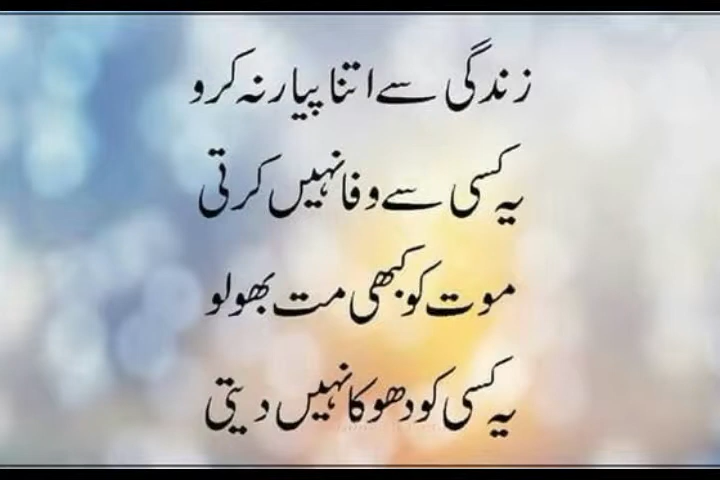 زندگی سے اتنا پیار نہ کرو
یہ کسی سے وفا نہیں کرتی
موت کو کبھی مت بھولو
یہ کسی کو دھوکا نہیں دیتی